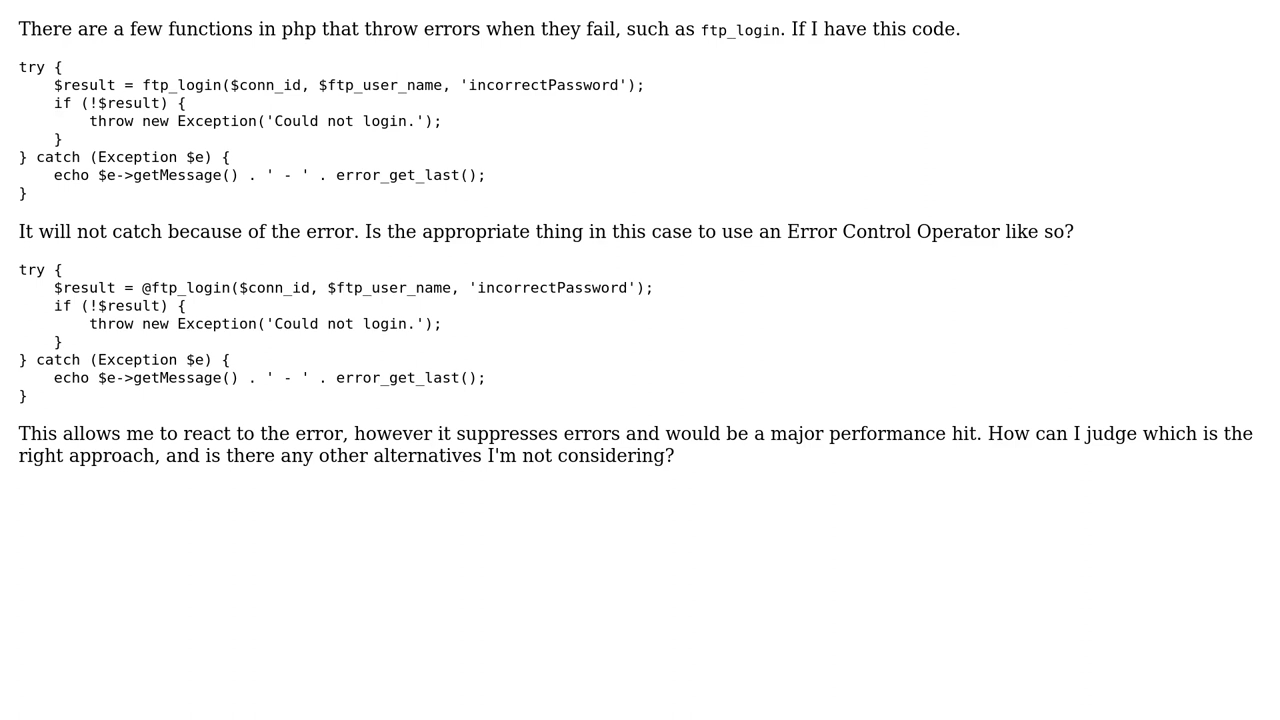 There are a few functions in php that throw errors when they fail, such as ftp_login. If I have this code.
try {
    $result = ftp_login($conn_id, $ftp_user_name, 'incorrectPassword');
    if (!$result) {
        throw new Exception('Could not login.');
    }
} catch (Exception $e) {
    echo $e->getMessage() . ' - ' . error_get_last();
}
It will not catch because of the error. Is the appropriate thing in this case to use an Error Control Operator like so?
try {
    $result = @ftp_login($conn_id, $ftp_user_name, 'incorrectPassword');
    if (!$result) {
        throw new Exception('Could not login.');
    }
} catch (Exception $e) {
    echo $e->getMessage() . ' - ' . error_get_last();
}
This allows me to react to the error, however it suppresses errors and would be a major performance hit. How can I judge which is the
right approach, and is there any other alternatives I'm not considering?